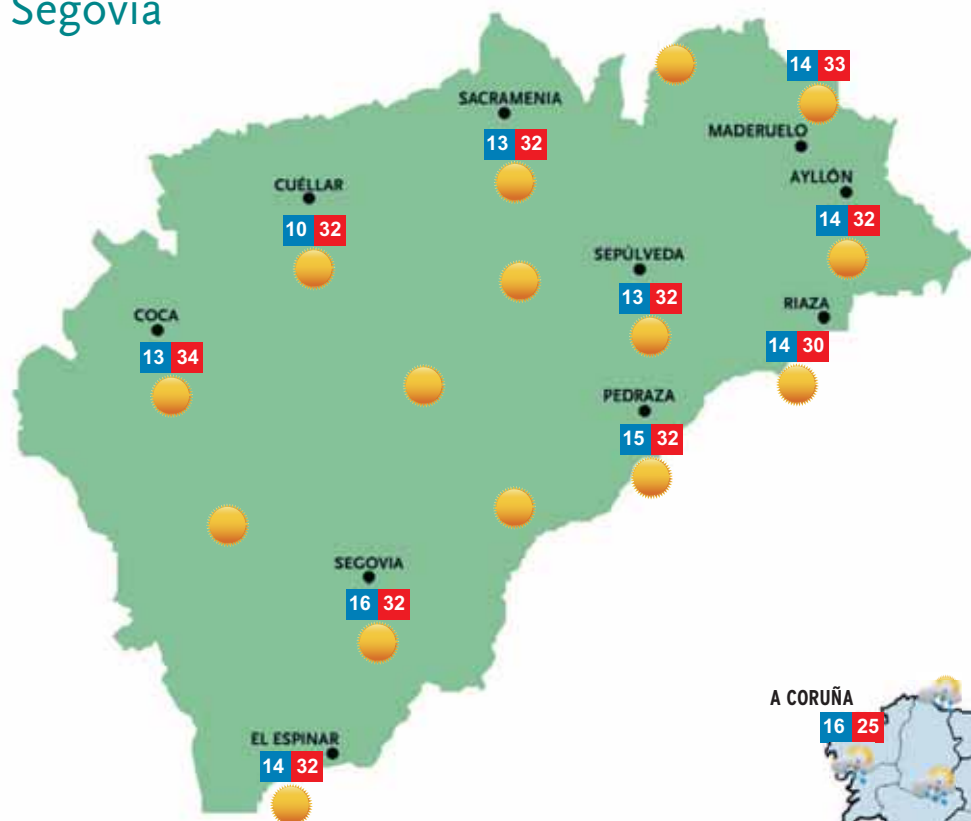 Segovia
14 33
SACRAMENIA
13 32
MADERUELO
AYLLÓN
14 32
CUÉLLAR
10 32
SEPÚLVEDA
13 32
RIAZA
14 30
COCA
13 34
PEDRAZA
15 32
SEGOVIA
16 32
A CORUÑA
16 25
EL ESPINAR
14 32